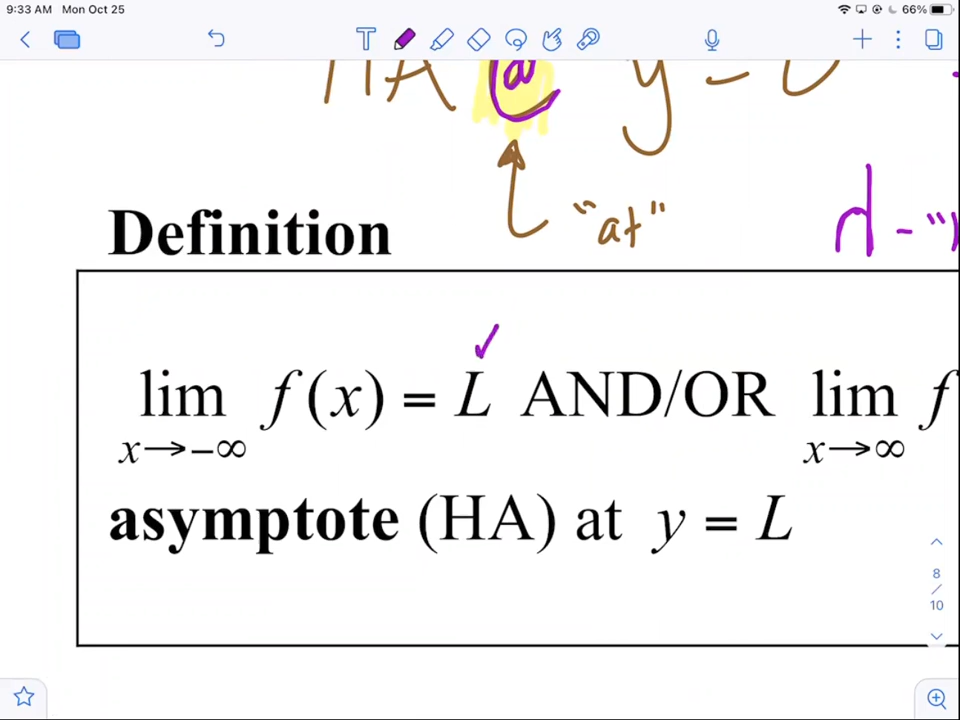 9:33 AM Mon Oct 25
66%
HA @ y =
"at"
Definition
lim f(x) = L AND/OR lim f
x→−∞ x→∞
asymptote (HA) at y = L
8
/
10